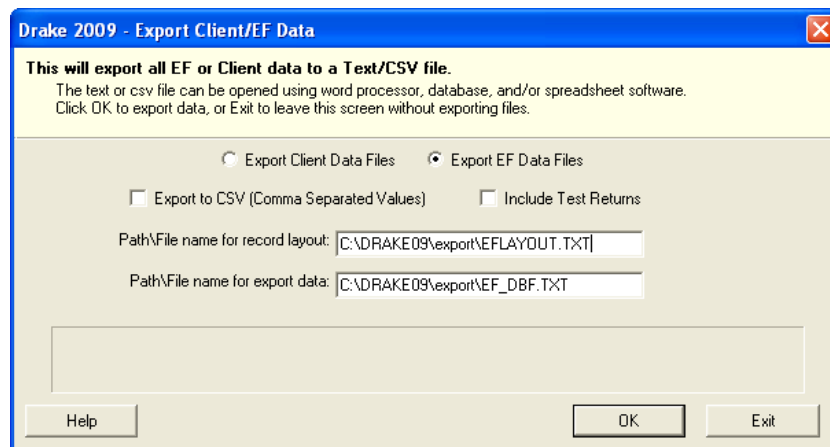 Drake 2009 - Export Client/EF Data
This will export all EF or Client data to a Text/CSV file.
The text or csv file can be opened using word processor, database, and/or spreadsheet software.
Click OK to export data, or Exit to leave this screen without exporting files.
Export Client Data Files Export EF Data Files
Export to CSV (Comma Separated Values) Include Test Returns
Path\File name for record layout: C:\DRAKE09\export\EFLAYOUT.TXT
Path\File name for export data: C:\DRAKE09\export\EF_DBF.TXT
Help OK Exit